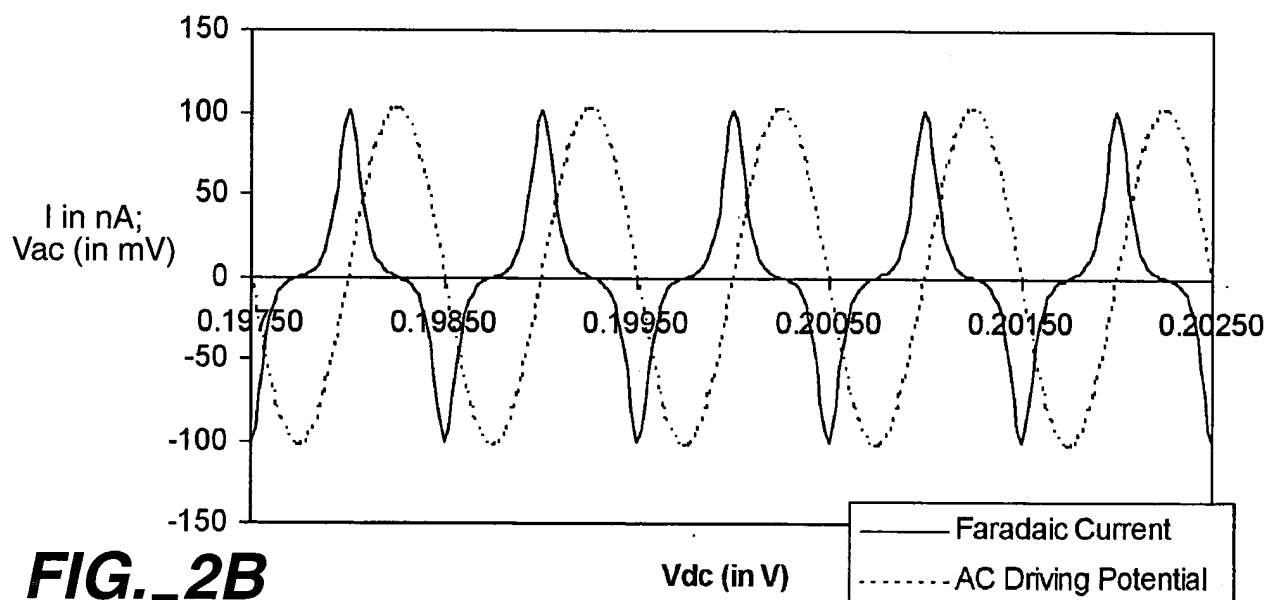 150
100
50
I in nA;
Vac (in mV)
0
0.19750 0.19850 0.19950 0.20050 0.20150 0.20250
-50
-100
-150
Faradaic Current
FIG._2B
Vdc (in V)
AC Driving Potential